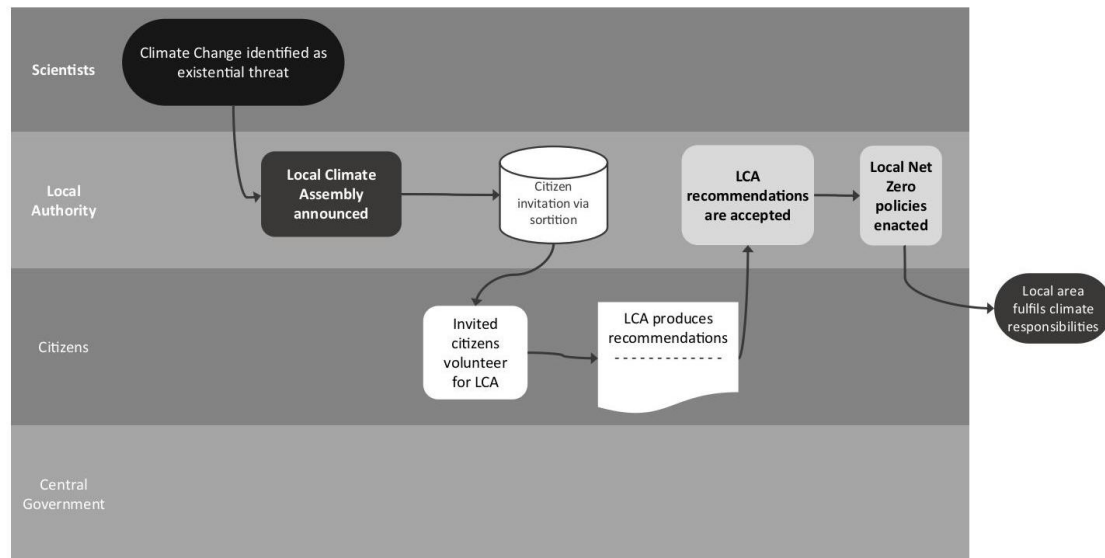 Scientists
Climate Change identified as
existential threat
Local
Authority
Local Climate
Assembly
announced
Citizen
invitation via
sortition
LCA
recommendations
are accepted
Local Net
Zero
policies
enacted
Citizens
Invited
citizens
volunteer
for LCA
LCA produces
recommendations
Local area
fulfils climate
responsibilities
Central
Government